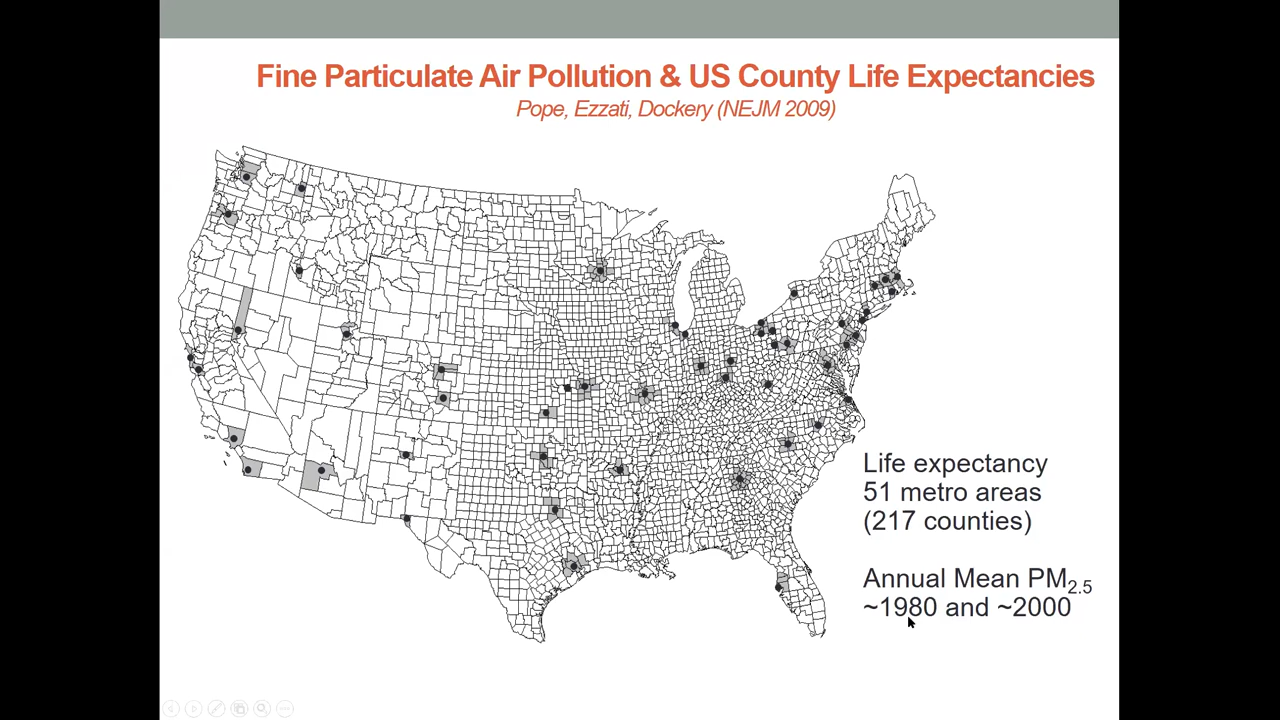 Fine Particulate Air Pollution & US County Life Expectancies
Pope, Ezzati, Dockery (NEJM 2009)
Life expectancy
51 metro areas
(217 counties)
Annual Mean PM2.5
~1980 and ~2000